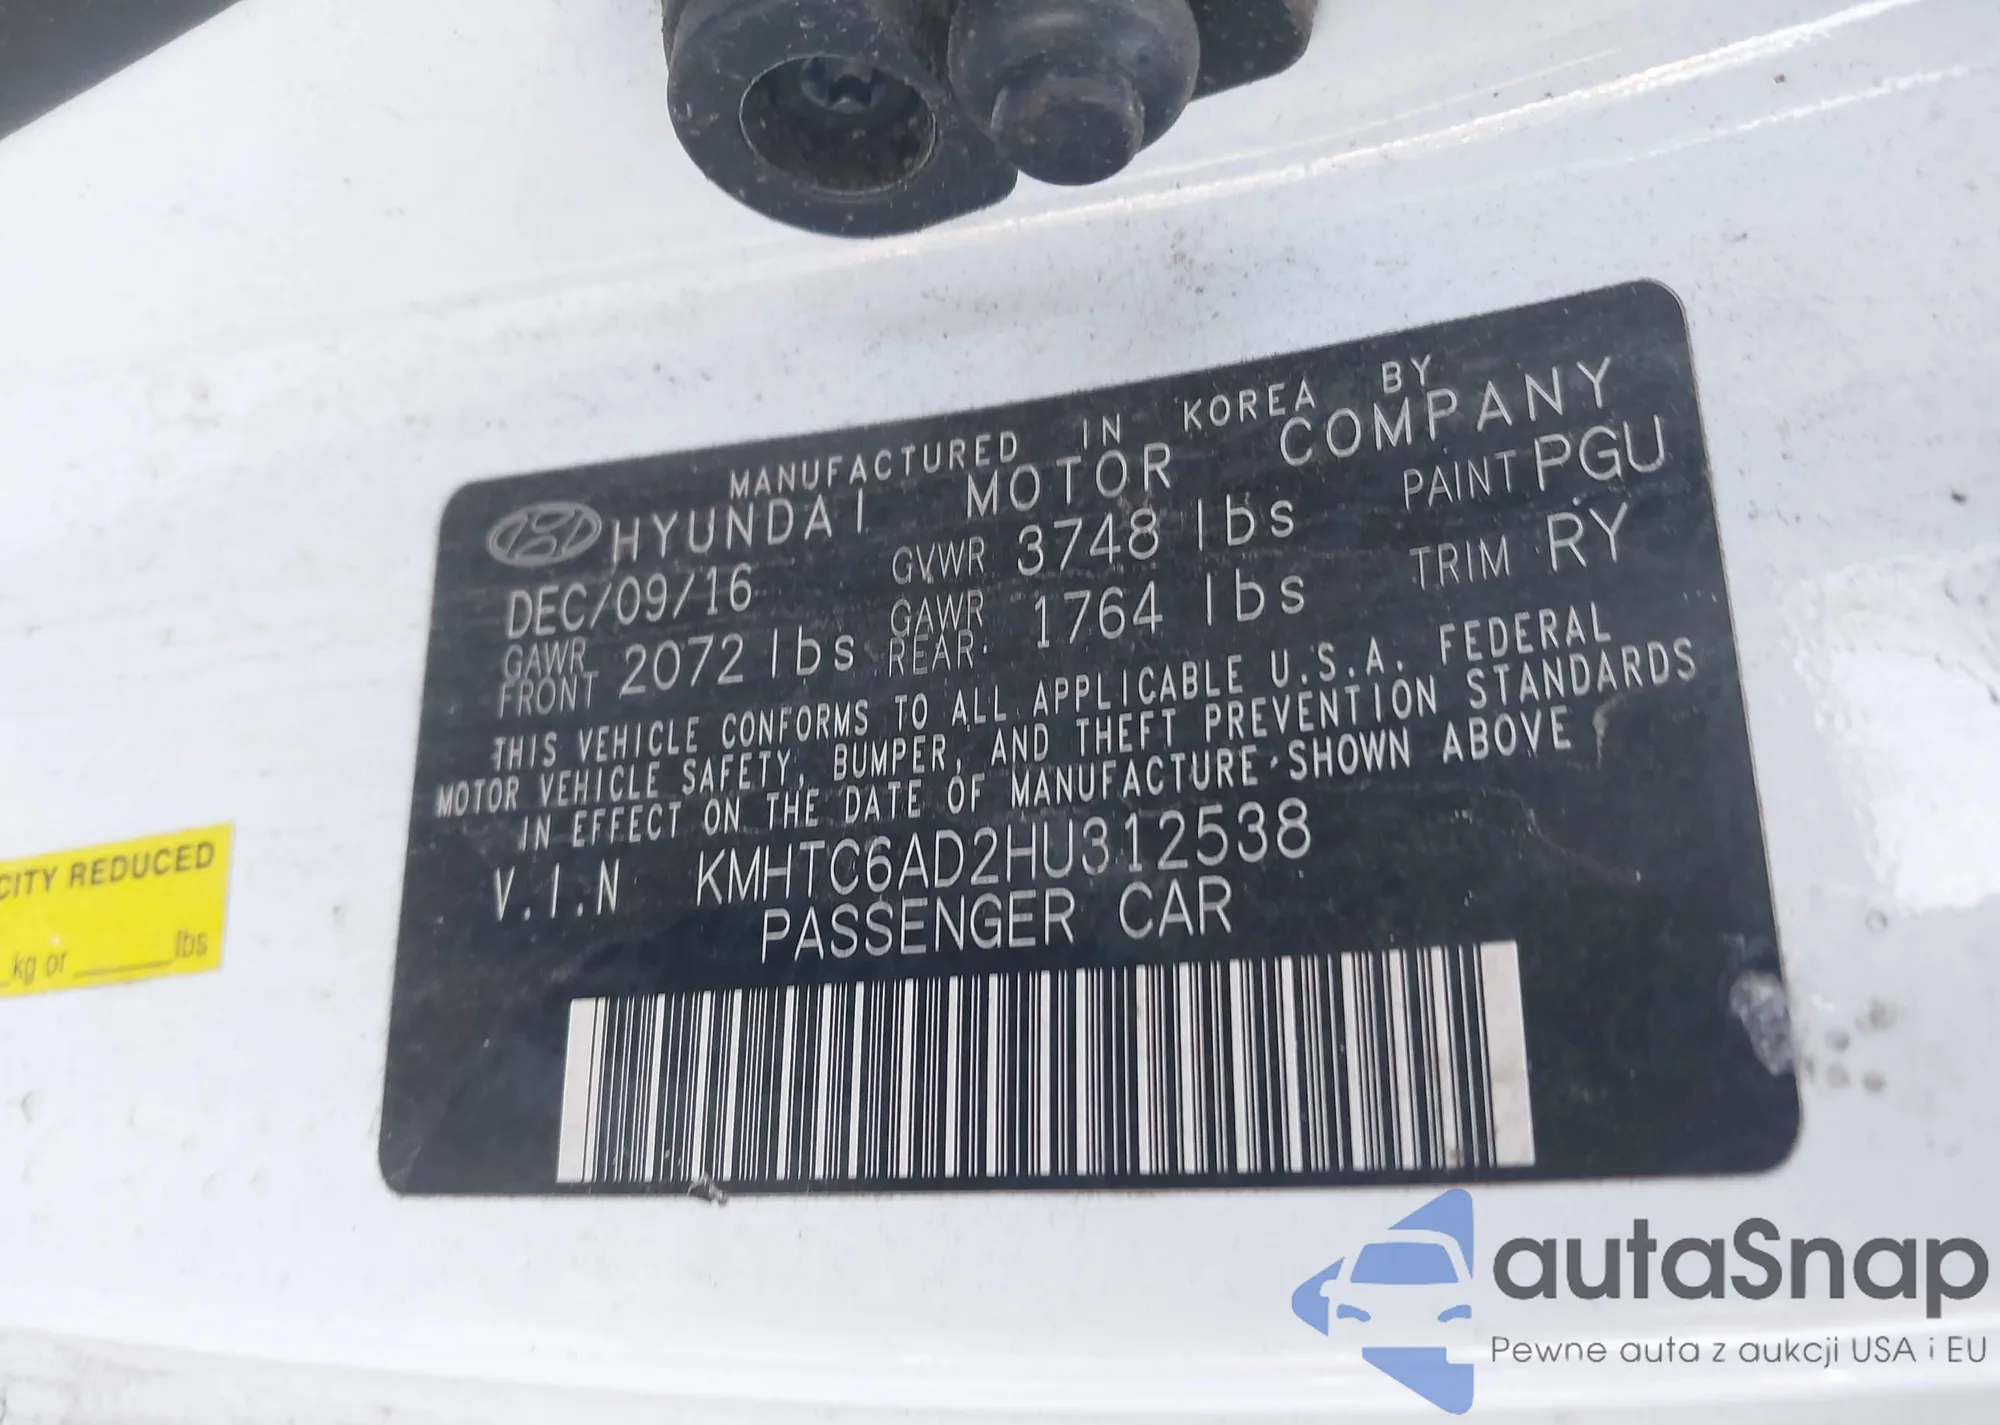 MANUFACTURED IN KOREA BY
HYUNDAI MOTOR COMPANY
DEC/09/16 GVWR 3748 lbs PAINT PGU
GAWR FRONT 2072 lbs GAWR REAR 1764 lbs TRIM RY
THIS VEHICLE CONFORMS TO ALL APPLICABLE U.S.A. FEDERAL
MOTOR VEHICLE SAFETY, BUMPER, AND THEFT PREVENTION STANDARDS
IN EFFECT ON THE DATE OF MANUFACTURE SHOWN ABOVE
V.I.N KMHTC6AD2HU312538
PASSENGER CAR
CITY REDUCED
kg or ______lbs
autaSnap
Pewne auta z aukcji USA i EU